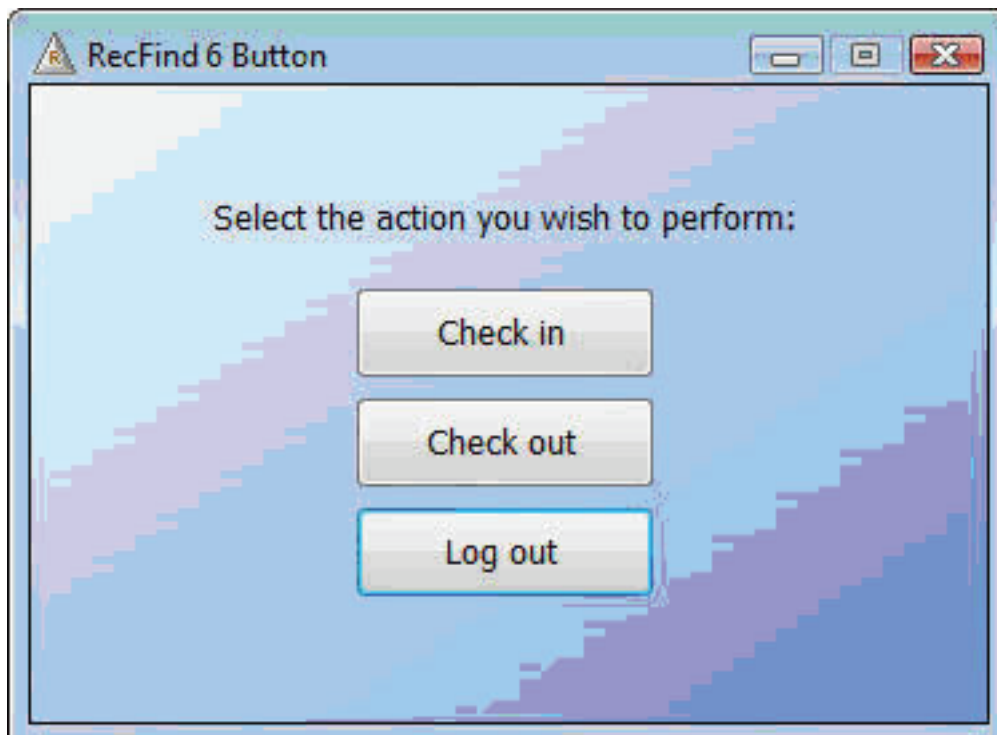 RecFind 6 Button
Select the action you wish to perform:
Check in
Check out
Log out